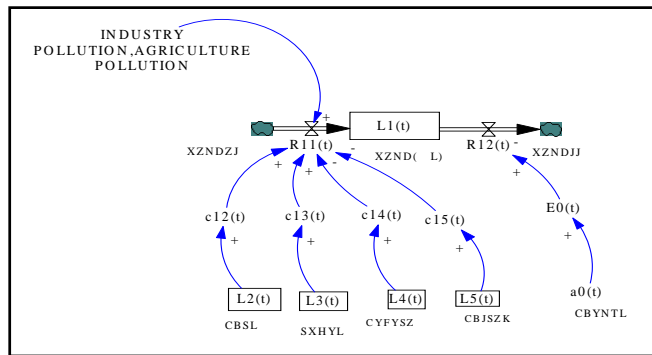 INDUSTRY
POLLUTION,AGRICULTURE
POLLUTION
+
L1(t)
XZNDZJ
R11(t)
-
XZND( L)
R12(t)
-
XZNDJJ
+
+
-
+
c12(t)
c13(t)
c14(t)
c15(t)
E0(t)
+
+
+
+
+
L2(t)
L3(t)
L4(t)
L5(t)
a0(t)
CBSL
SXHYL
CYFYSZ
CBJSZK
CBYNTL